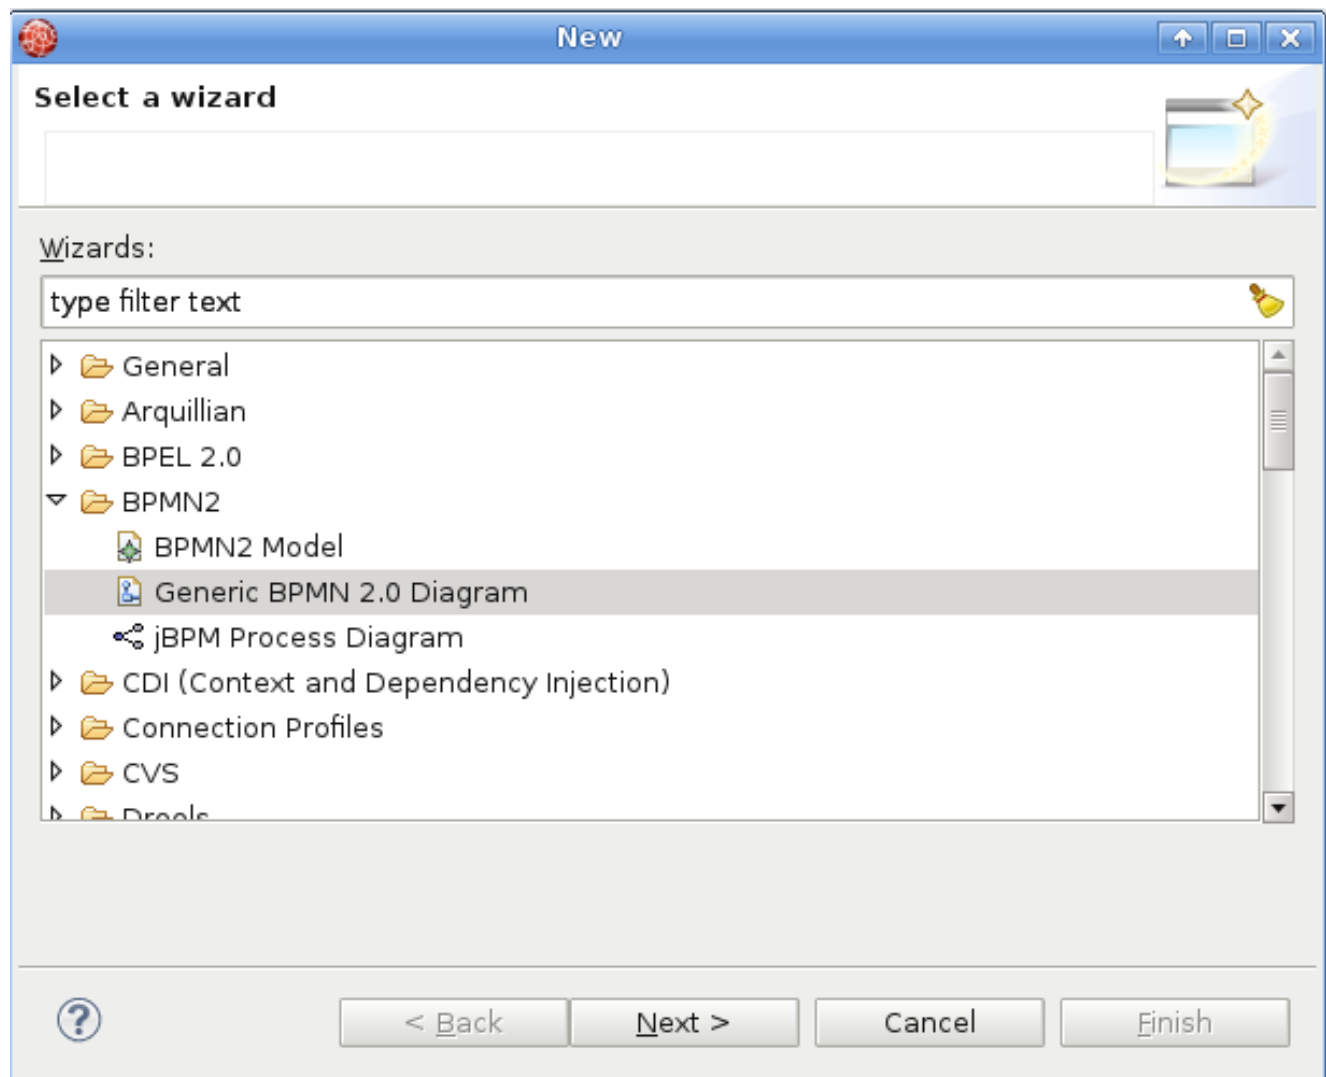 New
Select a wizard
Wizards:
type filter text
General
Arquillian
BPEL 2.0
BPMN2
BPMN2 Model
Generic BPMN 2.0 Diagram
jBPM Process Diagram
CDI (Context and Dependency Injection)
Connection Profiles
CVS
Drools
< Back Next > Cancel Finish